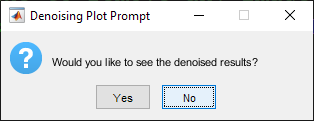 Denoising Plot Prompt
Would you like to see the denoised results?
Yes
No